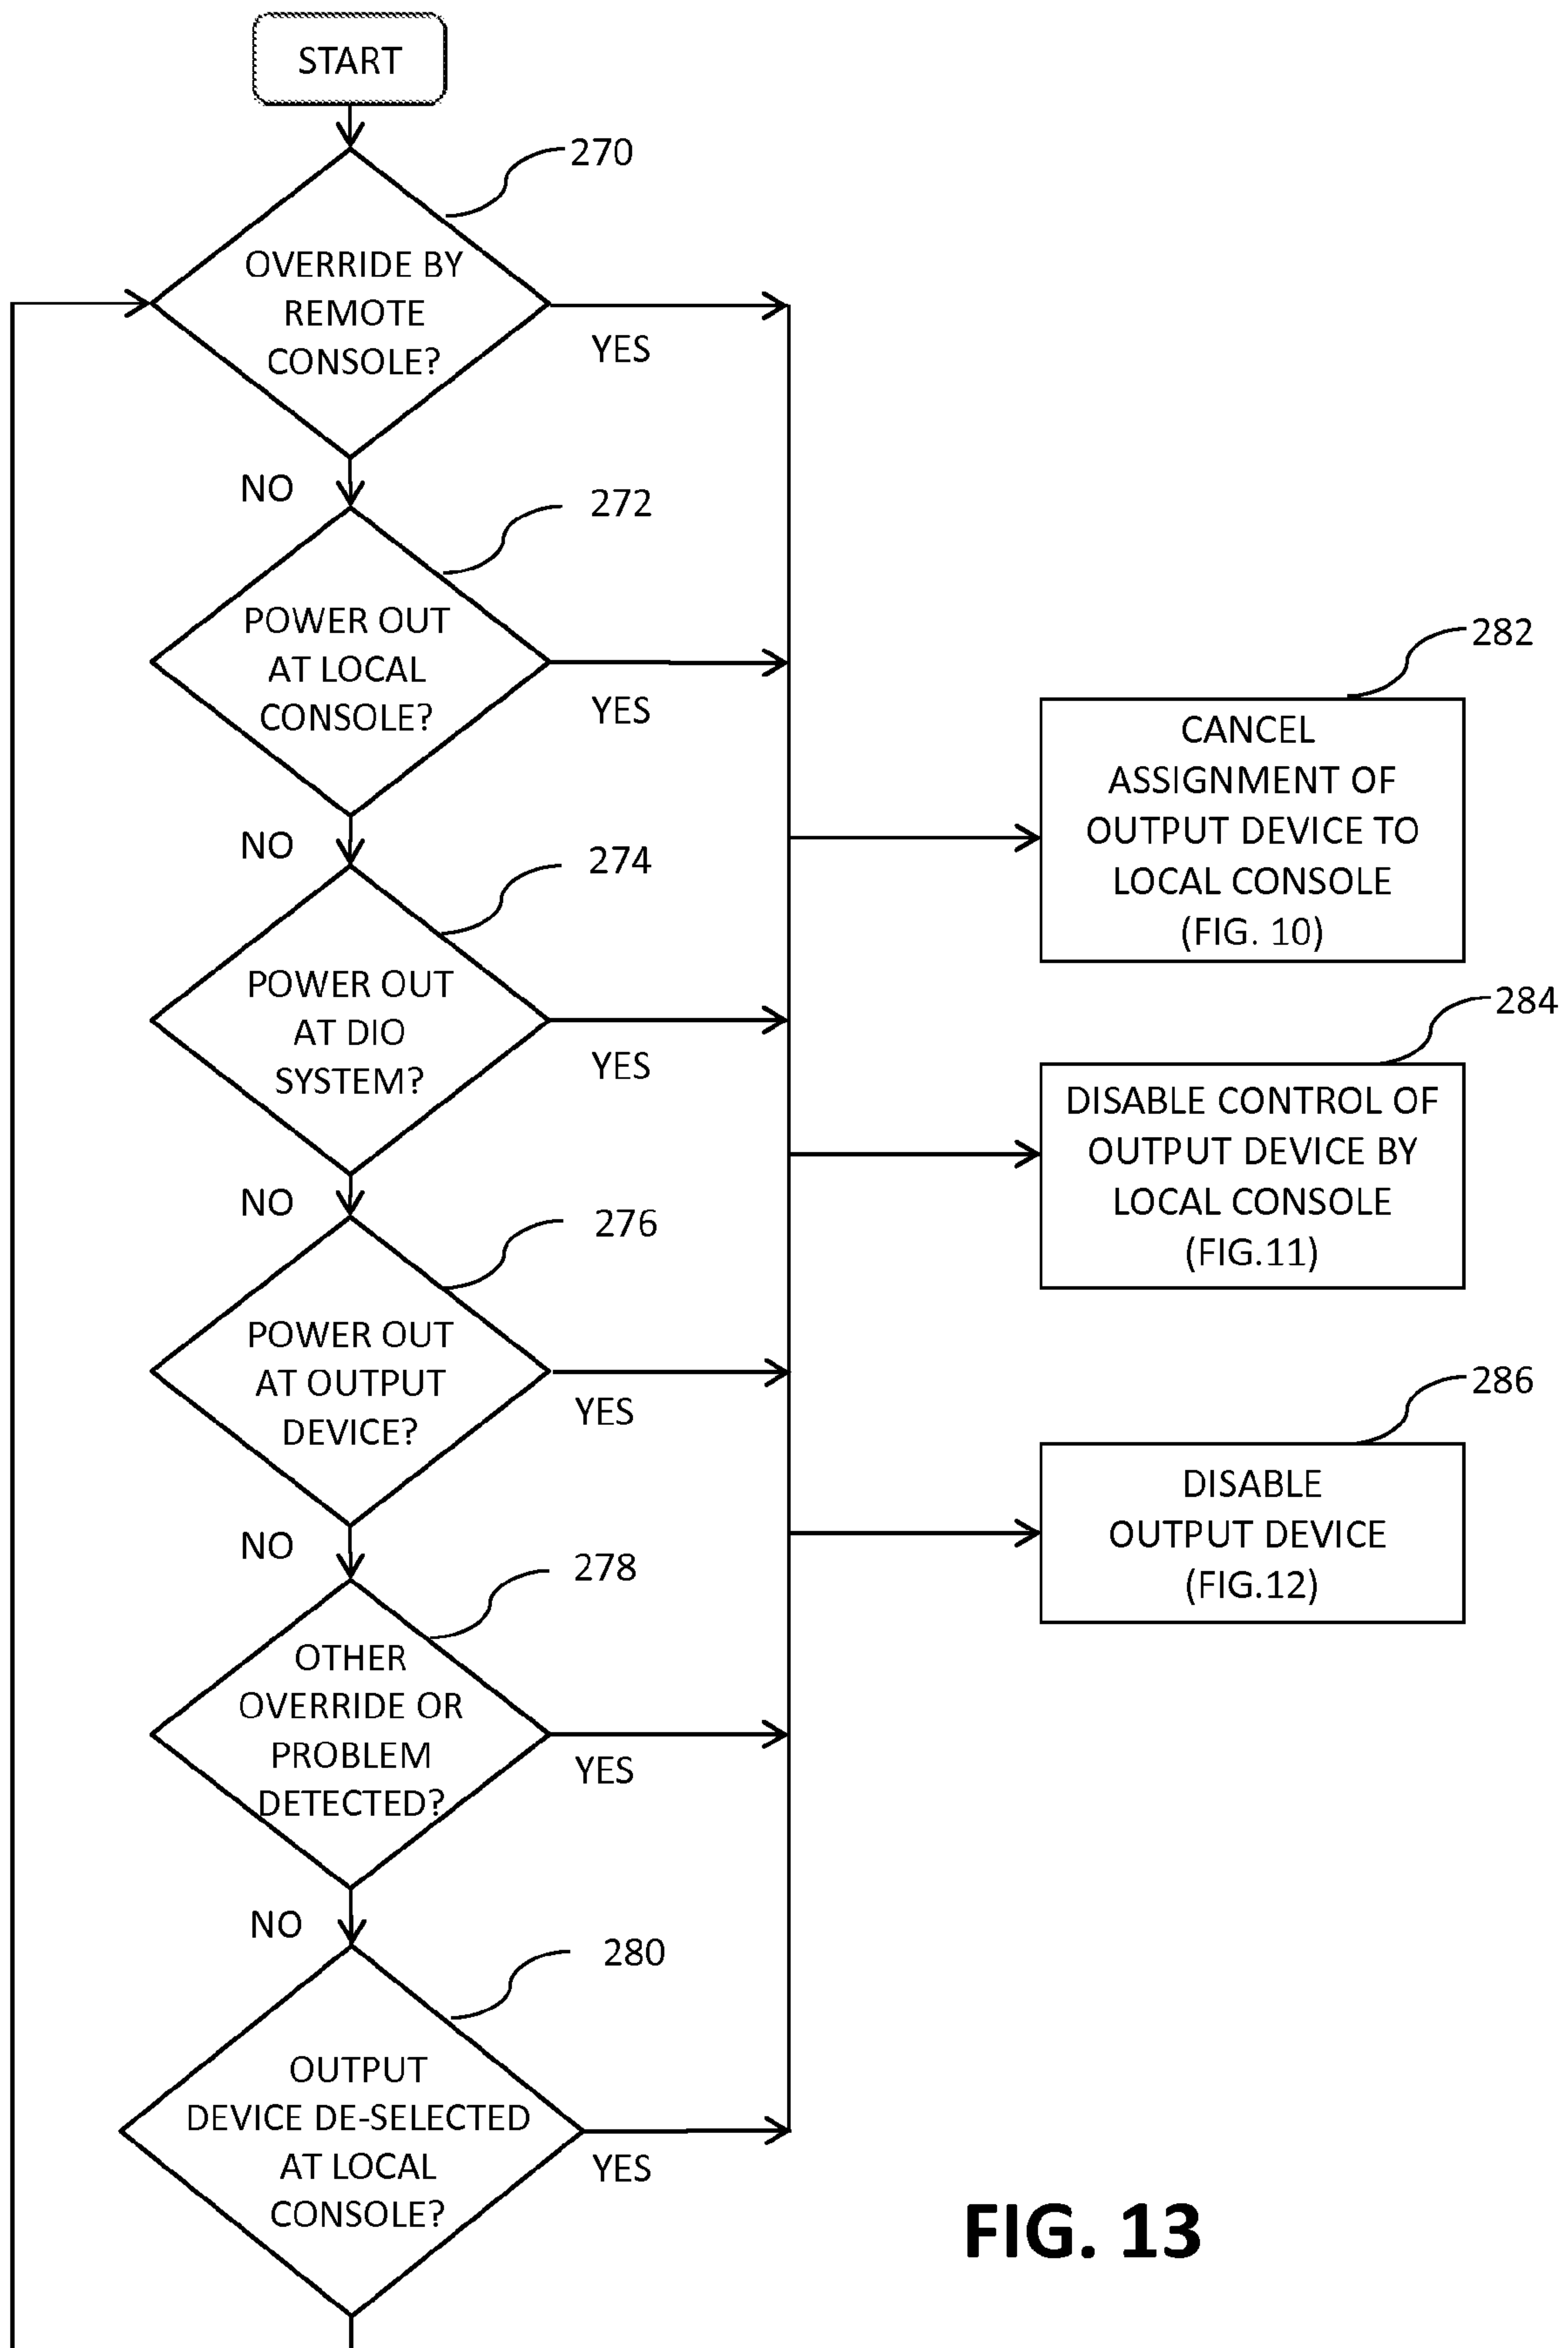 START
270
OVERRIDE BY
REMOTE
CONSOLE?
YES
NO
272
POWER OUT
AT LOCAL
CONSOLE?
YES
NO
274
POWER OUT
AT DIO
SYSTEM?
YES
NO
276
POWER OUT
AT OUTPUT
DEVICE?
YES
NO
278
OTHER
OVERRIDE OR
PROBLEM
DETECTED?
YES
NO
280
OUTPUT
DEVICE DE-SELECTED
AT LOCAL
CONSOLE?
YES
282
CANCEL
ASSIGNMENT OF
OUTPUT DEVICE TO
LOCAL CONSOLE
(FIG. 10)
284
DISABLE CONTROL OF
OUTPUT DEVICE BY
LOCAL CONSOLE
(FIG.11)
286
DISABLE
OUTPUT DEVICE
(FIG.12)
FIG. 13